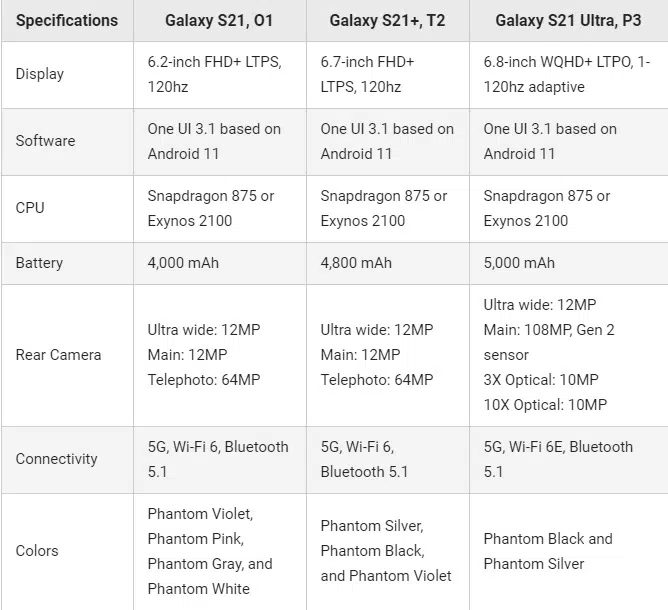 Specifications
Galaxy S21, O1
Galaxy S21+, T2
Galaxy S21 Ultra, P3
Display
6.2-inch FHD+ LTPS,
120hz
6.7-inch FHD+
LTPS, 120hz
6.8-inch WQHD+ LTPO, 1-
120hz adaptive
Software
One UI 3.1 based on
Android 11
One UI 3.1 based on
Android 11
One UI 3.1 based on
Android 11
CPU
Snapdragon 875 or
Exynos 2100
Snapdragon 875 or
Exynos 2100
Snapdragon 875 or
Exynos 2100
Battery
4,000 mAh
4,800 mAh
5,000 mAh
Rear Camera
Ultra wide: 12MP
Main: 12MP
Telephoto: 64MP
Ultra wide: 12MP
Main: 12MP
Telephoto: 64MP
Ultra wide: 12MP
Main: 108MP, Gen 2
sensor
3X Optical: 10MP
10X Optical: 10MP
Connectivity
5G, Wi-Fi 6, Bluetooth
5.1
5G, Wi-Fi 6,
Bluetooth 5.1
5G, Wi-Fi 6E, Bluetooth
5.1
Colors
Phantom Violet,
Phantom Pink,
Phantom Gray, and
Phantom White
Phantom Silver,
Phantom Black,
and Phantom Violet
Phantom Black and
Phantom Silver